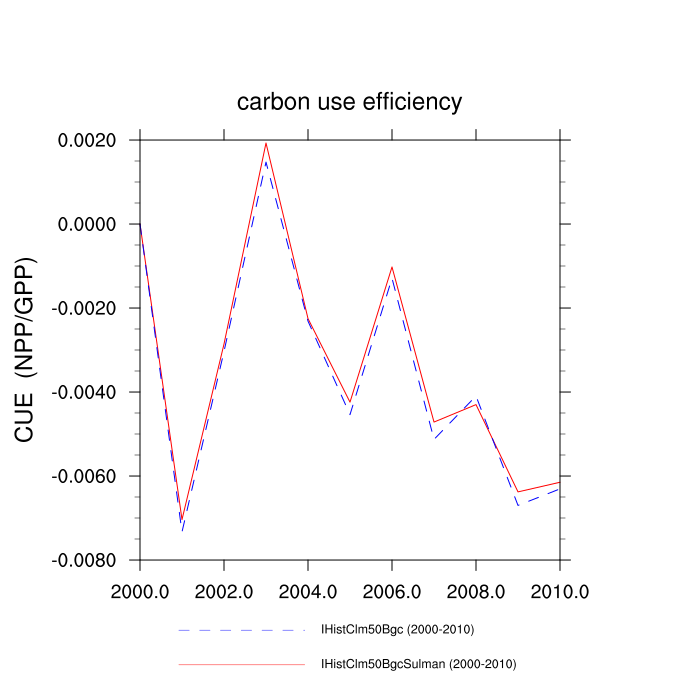 carbon use efficiency
0.0020
0.0000
-0.0020
-0.0040
-0.0060
-0.0080
CUE (NPP/GPP)
2000.0 2002.0 2004.0 2006.0 2008.0 2010.0
IHistClm50Bgc (2000-2010)
IHistClm50BgcSulman (2000-2010)